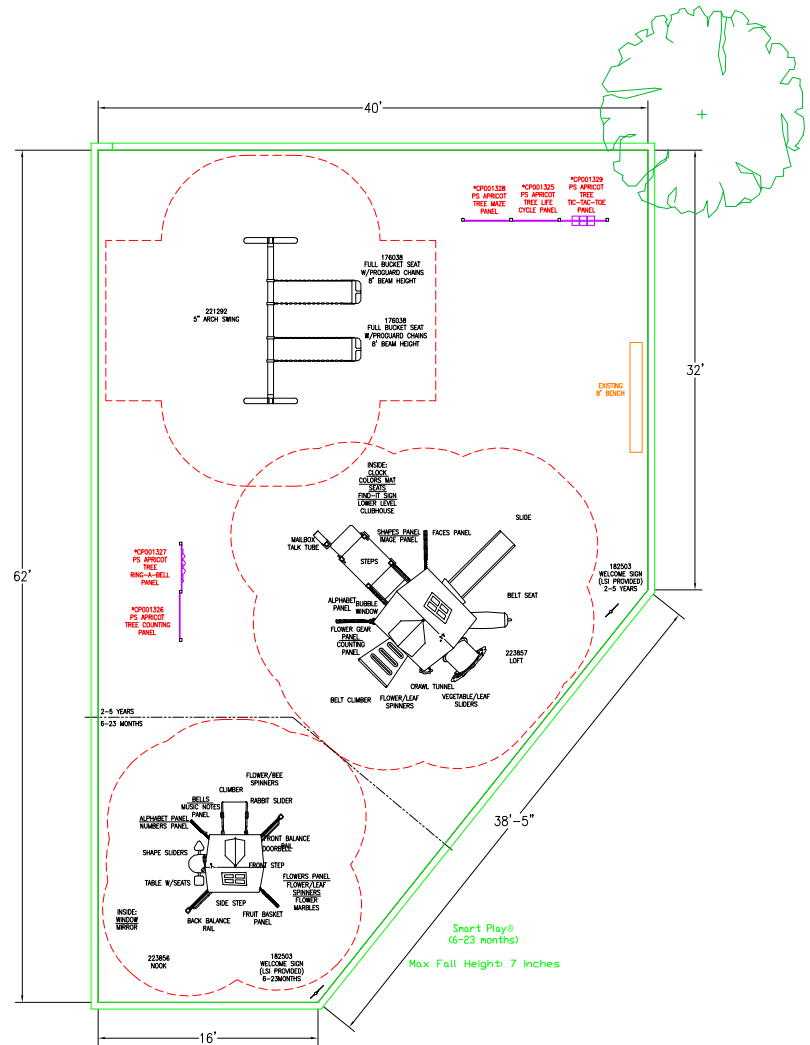 40'
*CP001328
PS APRICOT
TREE MAZE
PANEL
*CP001325
PS APRICOT
TREE LIFE
CYCLE PANEL
*CP001329
PS APRICOT
TREE
TIC-TAC-TOE
PANEL
176038
FULL BUCKET SEAT
W/PROGUARD CHAINS
8' BEAM HEIGHT
221292
5" ARCH SWING
176038
FULL BUCKET SEAT
W/PROGUARD CHAINS
8' BEAM HEIGHT
32'
EXISTING
8' BENCH
INSIDE:
CLOCK
COLORS MAT
SEATS
FIND-IT SIGN
LOWER LEVEL
CLUBHOUSE
SLIDE
MAILBOX
TALK TUBE
SHAPES PANEL
IMAGE PANEL
FACES PANEL
STEPS
*CP001327
PS APRICOT
TREE
RING-A-BELL
PANEL
62'
182503
WELCOME SIGN
(LSI PROVIDED)
2-5 YEARS
ALPHABET
PANEL
BUBBLE
WINDOW
BELT SEAT
*CP001326
PS APRICOT
TREE COUNTING
PANEL
FLOWER GEAR
PANEL
COUNTING
PANEL
223857
LOFT
CRAWL TUNNEL
BELT CLIMBER
FLOWER/LEAF
SPINNERS
VEGETABLE/LEAF
SLIDERS
2-5 YEARS
6-23 MONTHS
FLOWER/BEE
SPINNERS
CLIMBER
BELLS
MUSIC NOTES
PANEL
RABBIT SLIDER
ALPHABET PANEL
NUMBERS PANEL
38'-5"
FRONT BALANCE
RAIL
DOORBELL
SHAPE SLIDERS
FRONT STEP
TABLE W/SEATS
FLOWERS PANEL
FLOWER/LEAF
SPINNERS
FLOWER
MARBLES
SIDE STEP
INSIDE:
WINDOW
MIRROR
BACK BALANCE
RAIL
FRUIT BASKET
PANEL
Smart Play®
(6-23 months)
Max Fall Height: 7 inches
223856
NOOK
182503
WELCOME SIGN
(LSI PROVIDED)
6-23MONTHS
16'